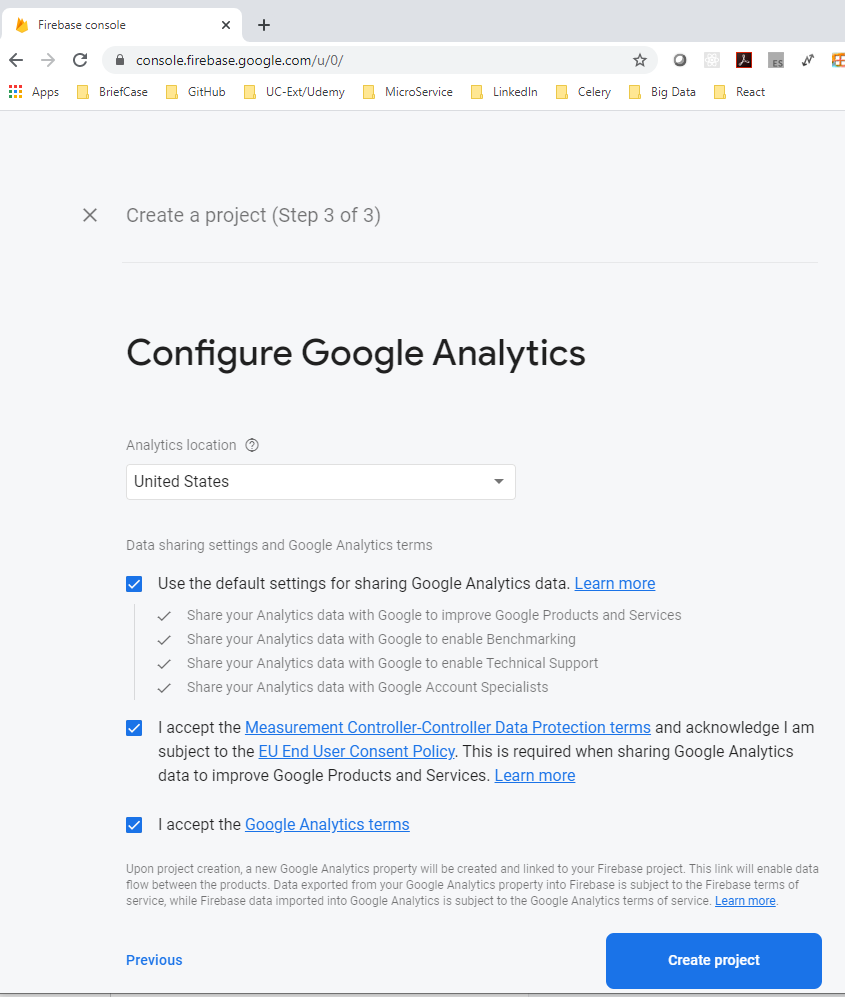 Firebase console
console.firebase.google.com/u/0/
ES
Apps BriefCase GitHub UC-Ext/Udemy MicroService LinkedIn Celery Big Data React
Create a project (Step 3 of 3)
Configure Google Analytics
Analytics location
United States
Data sharing settings and Google Analytics terms
Use the default settings for sharing Google Analytics data. Learn more
Share your Analytics data with Google to improve Google Products and Services
Share your Analytics data with Google to enable Benchmarking
Share your Analytics data with Google to enable Technical Support
Share your Analytics data with Google Account Specialists
I accept the Measurement Controller-Controller Data Protection terms and acknowledge I am
subject to the EU End User Consent Policy. This is required when sharing Google Analytics
data to improve Google Products and Services. Learn more
I accept the Google Analytics terms
Upon project creation, a new Google Analytics property will be created and linked to your Firebase project. This link will enable data
flow between the products. Data exported from your Google Analytics property into Firebase is subject to the Firebase terms of
service, while Firebase data imported into Google Analytics is subject to the Google Analytics terms of service. Learn more.
Previous Create project